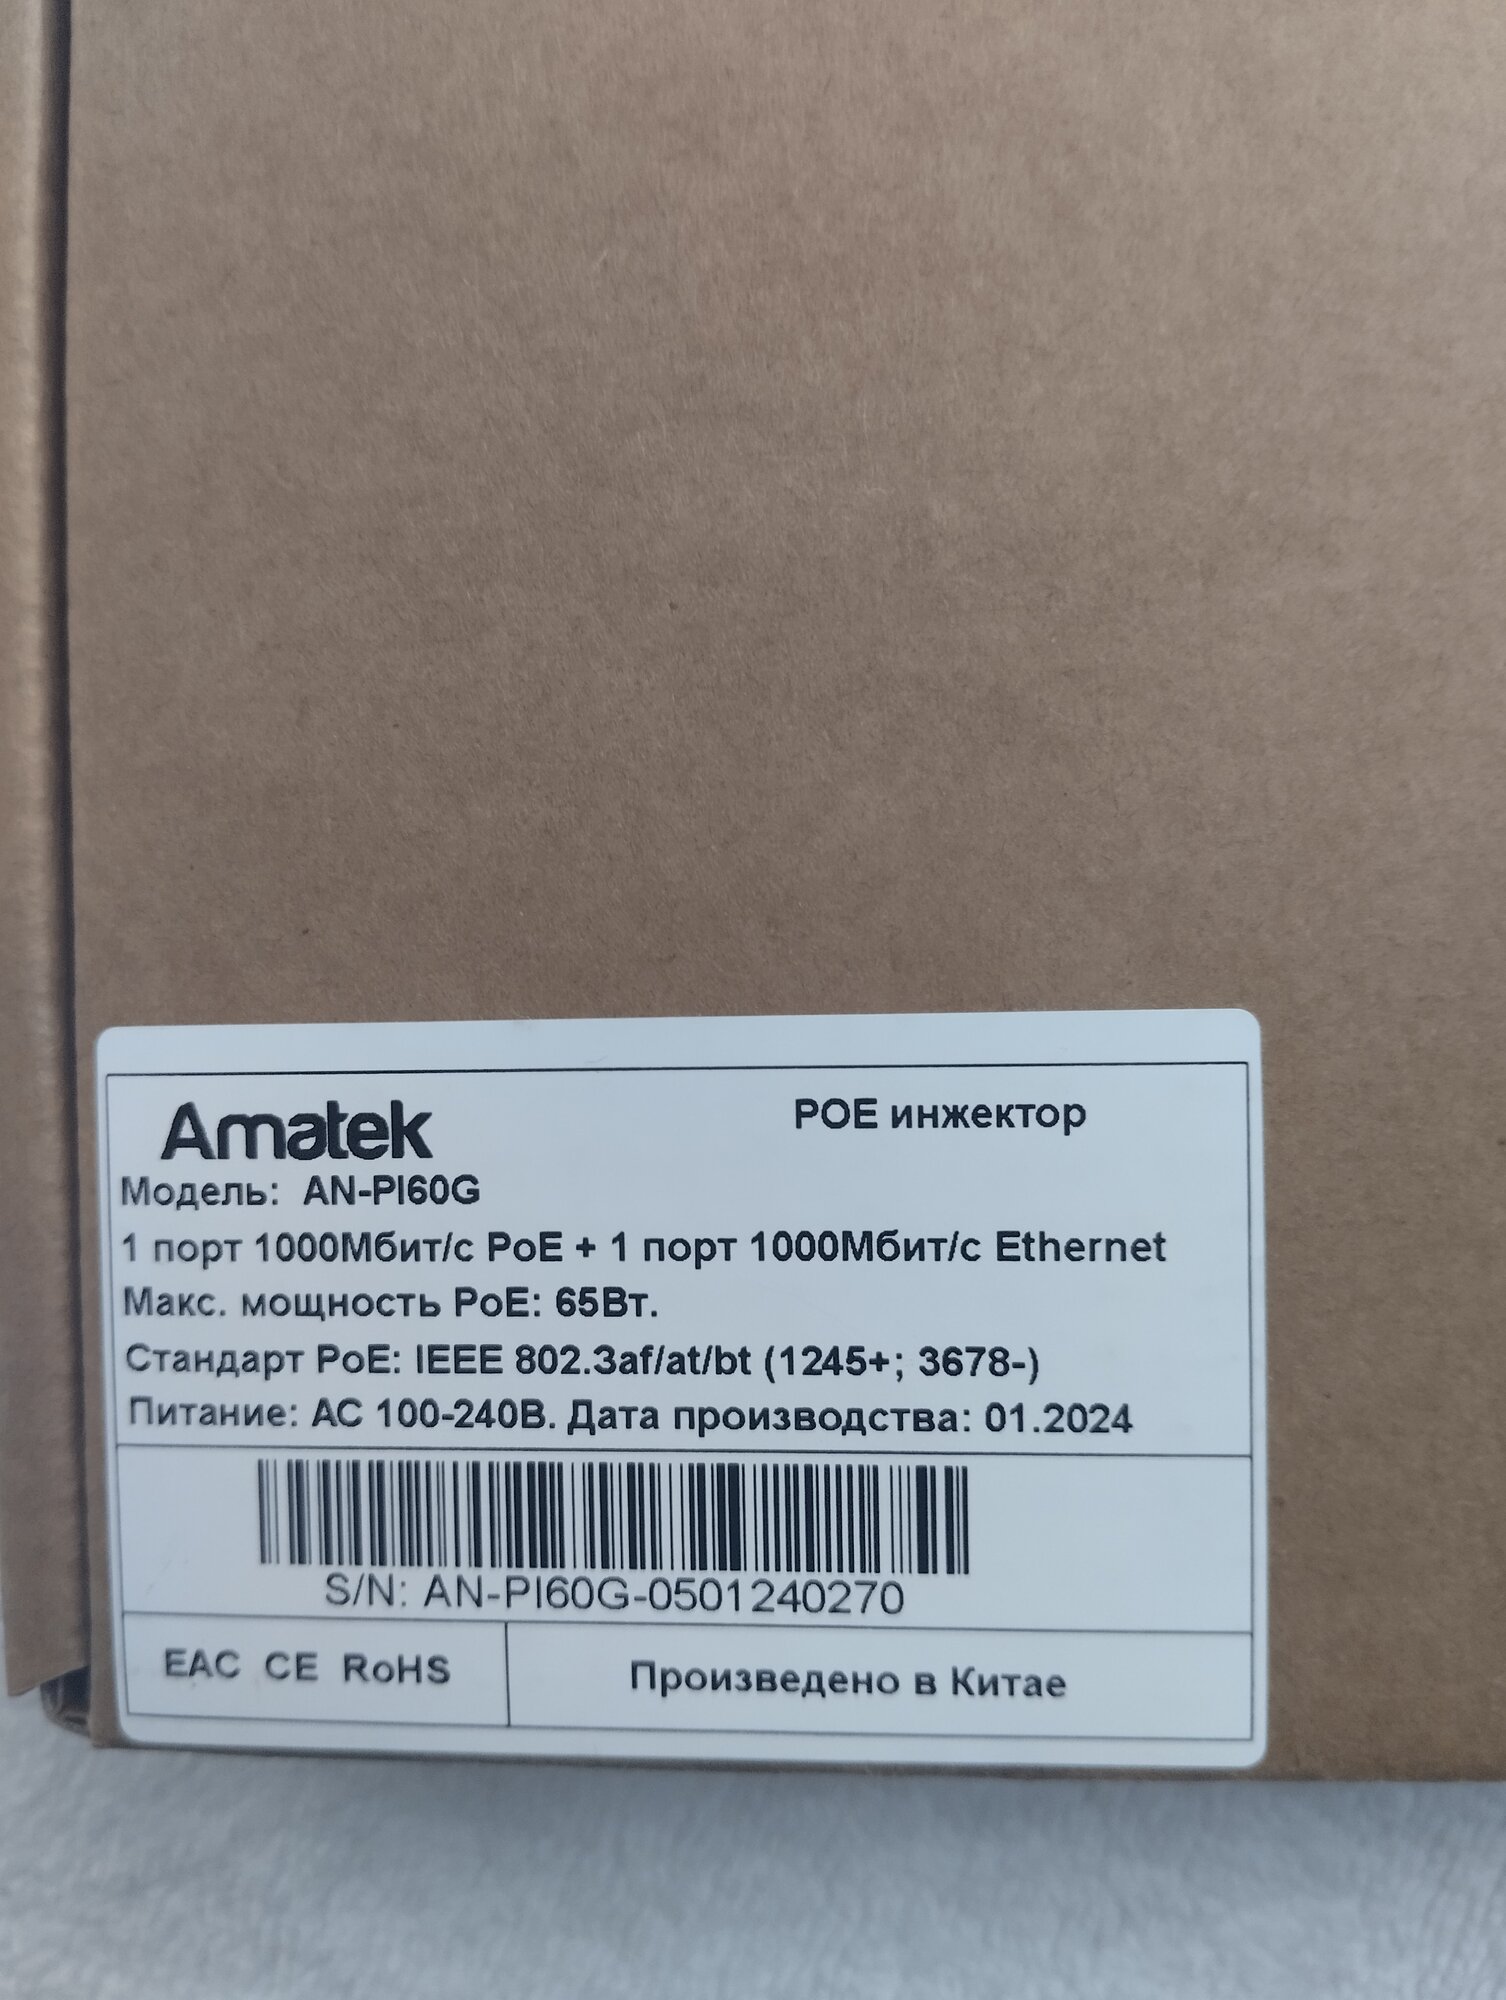 Amatek
POE инжектор
Модель: AN-PI60G
1 порт 1000Мбит/с PoE + 1 порт 1000Мбит/с Ethernet
Макс. мощность PoE: 65Вт.
Стандарт PoE: IEEE 802.3af/at/bt (1245+; 3678-)
Питание: AC 100-240В. Дата производства: 01.2024
S/N: AN-PI60G-0501240270
EAC CE RoHS
Произведено в Китае